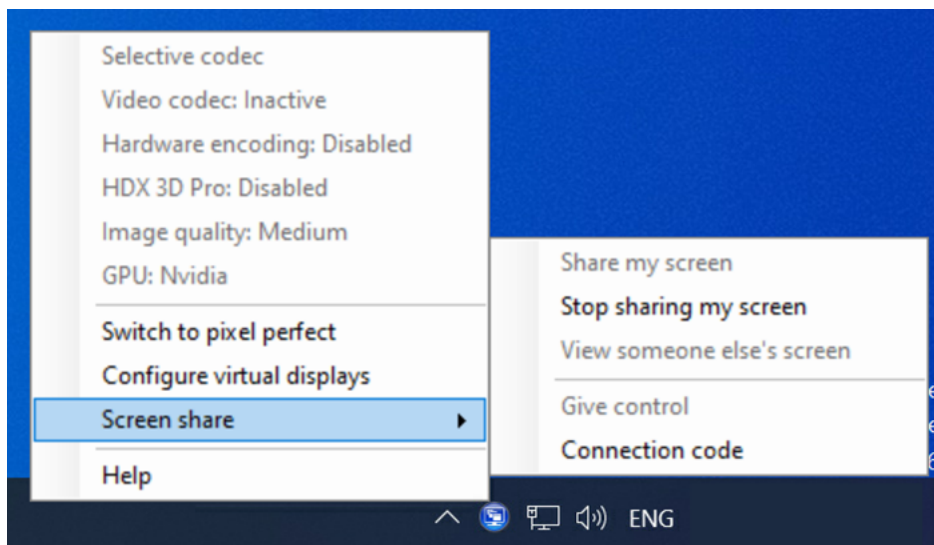 Selective codec
Video codec: Inactive
Hardware encoding: Disabled
HDX 3D Pro: Disabled
Image quality: Medium
GPU: Nvidia
Switch to pixel perfect
Configure virtual displays
Screen share
Help
Share my screen
Stop sharing my screen
View someone else's screen
Give control
Connection code
ENG